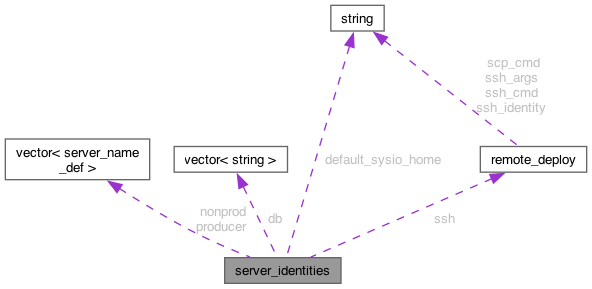 string
scp_cmd
ssh_args
ssh_cmd
ssh_identity
vector< server_name
_def >
vector< string >
default_sysio_home
remote_deploy
nonprod
producer
db
ssh
server_identities